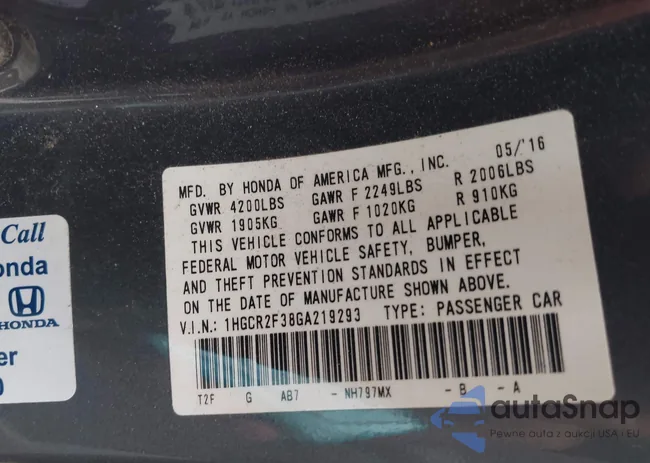 MFD. BY HONDA OF AMERICA MFG., INC. 05/'16
GVWR 4200LBS GAWR F 2249LBS R 2006LBS
GVWR 1905KG GAWR F 1020KG R 910KG
THIS VEHICLE CONFORMS TO ALL APPLICABLE
FEDERAL MOTOR VEHICLE SAFETY, BUMPER,
AND THEFT PREVENTION STANDARDS IN EFFECT
ON THE DATE OF MANUFACTURE SHOWN ABOVE.
V.I.N.: 1HGCR2F38GA219293 TYPE: PASSENGER CAR
T2F G AB7 - NH797MX - B - A
Call
onda
HONDA
er
0
autaSnap
Pewne auta z aukcji USA i EU